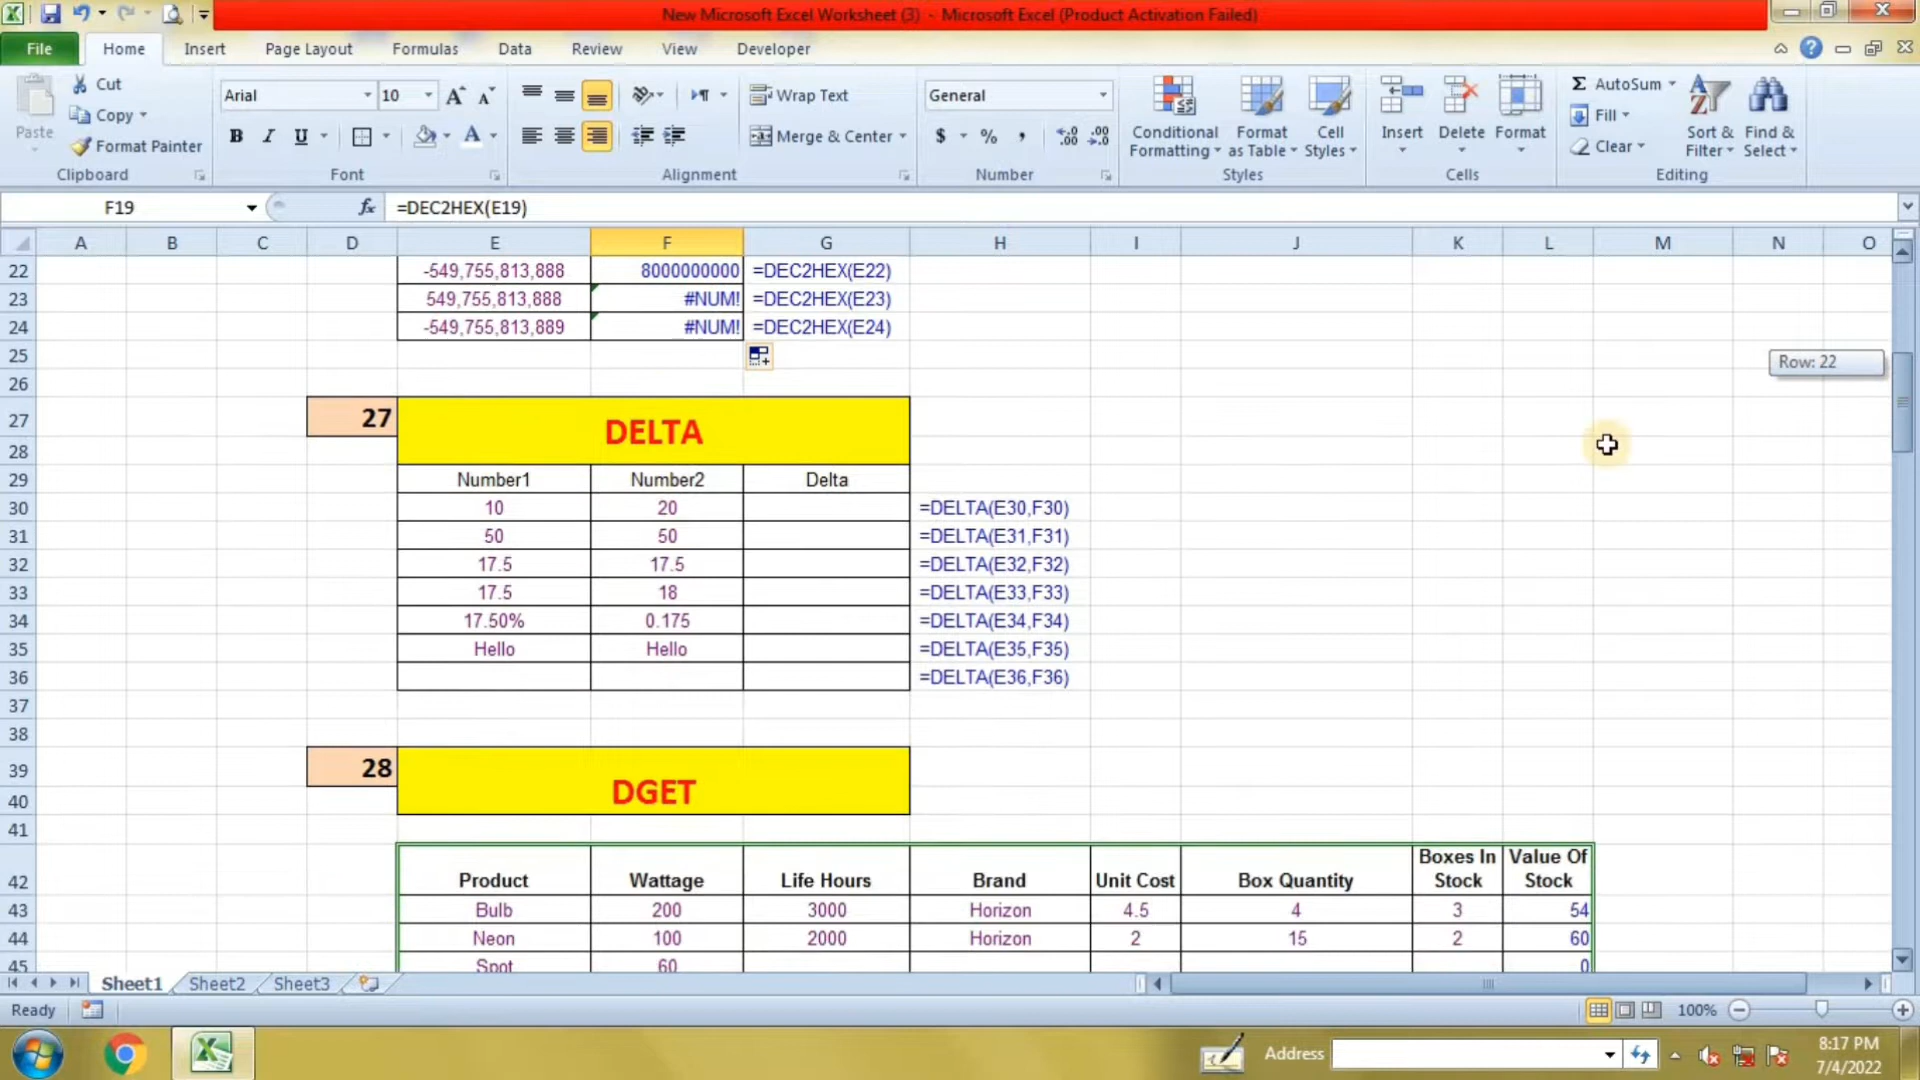 New Microsoft Excel Worksheet (3) - Microsoft Excel (Product Activation Failed)
File Home Insert Page Layout Formulas Data Review View Developer
Paste Cut Copy Format Painter Clipboard
Arial 10 B I U A Font
Wrap Text Merge & Center Alignment
General $ % , Number
Conditional Formatting Format as Table Cell Styles Styles
Insert Delete Format Cells
Σ AutoSum Fill Clear Sort & Filter Find & Select Editing
F19 fx =DEC2HEX(E19)
A B C D E F G H I J K L M N O
22 -549,755,813,888 8000000000 =DEC2HEX(E22)
23 549,755,813,888 #NUM! =DEC2HEX(E23)
24 -549,755,813,889 #NUM! =DEC2HEX(E24)
25 Row: 22
26
27 27 DELTA
28
29 Number1 Number2 Delta
30 10 20 =DELTA(E30,F30)
31 50 50 =DELTA(E31,F31)
32 17.5 17.5 =DELTA(E32,F32)
33 17.5 18 =DELTA(E33,F33)
34 17.50% 0.175 =DELTA(E34,F34)
35 Hello Hello =DELTA(E35,F35)
36 =DELTA(E36,F36)
37
38
39 28 DGET
40
41
42 Product Wattage Life Hours Brand Unit Cost Box Quantity Boxes In Stock Value Of Stock
43 Bulb 200 3000 Horizon 4.5 4 3 54
44 Neon 100 2000 Horizon 2 15 2 60
45 Spot 60 0
Sheet1 Sheet2 Sheet3
Ready 100%
Address 8:17 PM
7/4/2022